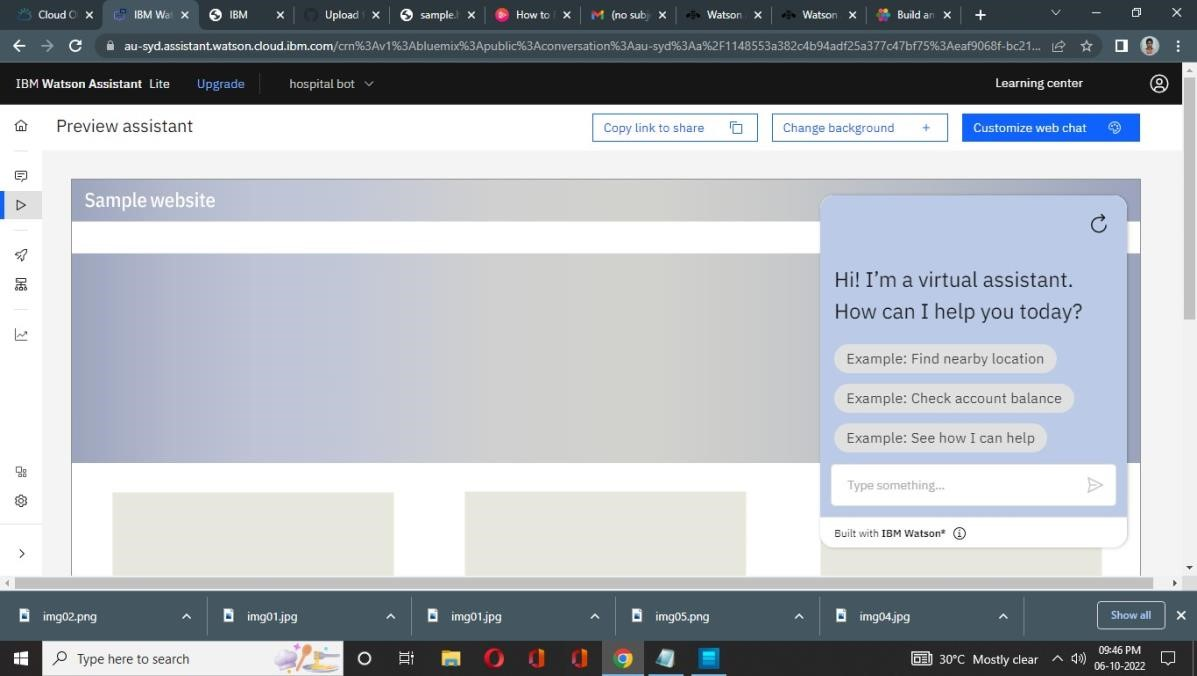 Cloud O
IBM Wat
IBM
Upload
sample.
How to
(no subj
Watson
Watson
Build an
au-syd.assistant.watson.cloud.ibm.com/crn%3Av1%3Abluemix%3Apublic%3Aconversation%3Aau-syd%3Aa%2F1148553a382c4b94adf25a377c47bf75%3Aeaf9068f-bc21...
IBM Watson Assistant Lite
Upgrade
hospital bot
Learning center
Preview assistant
Copy link to share
Change background +
Customize web chat
Sample website
Hi! I’m a virtual assistant.
How can I help you today?
Example: Find nearby location
Example: Check account balance
Example: See how I can help
Type something...
Built with IBM Watson®
img02.png
img01.jpg
img01.jpg
img05.png
img04.jpg
Show all
Type here to search
30°C Mostly clear
09:46 PM
06-10-2022